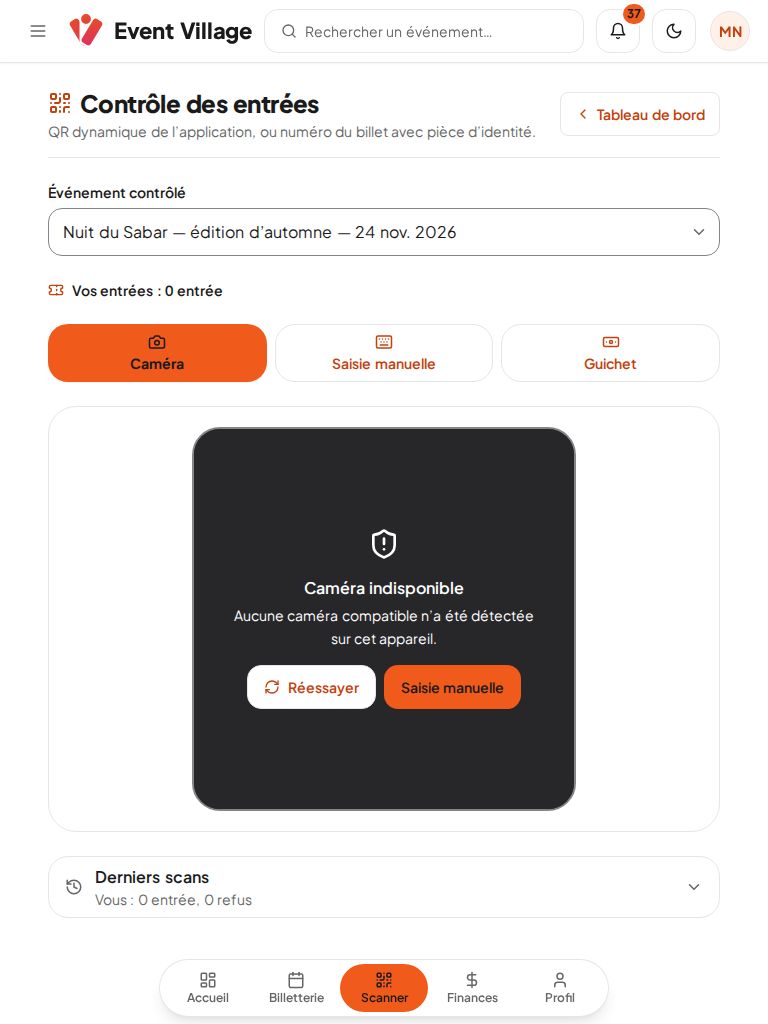 Event Village
Rechercher un événement…
37
MN
Contrôle des entrées
QR dynamique de l’application, ou numéro du billet avec pièce d’identité.
Tableau de bord
Événement contrôlé
Nuit du Sabar — édition d’automne — 24 nov. 2026
Vos entrées : 0 entrée
Caméra
Saisie manuelle
Guichet
Caméra indisponible
Aucune caméra compatible n’a été détectée
sur cet appareil.
Réessayer
Saisie manuelle
Derniers scans
Vous : 0 entrée, 0 refus
Accueil
Billetterie
Scanner
Finances
Profil